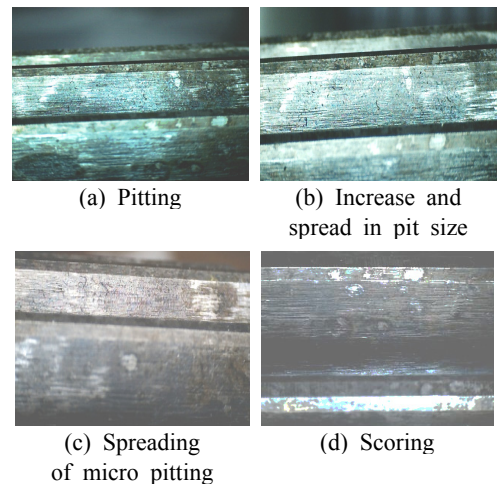 (a) Pitting
(b) Increase and
spread in pit size
(c) Spreading
of micro pitting
(d) Scoring